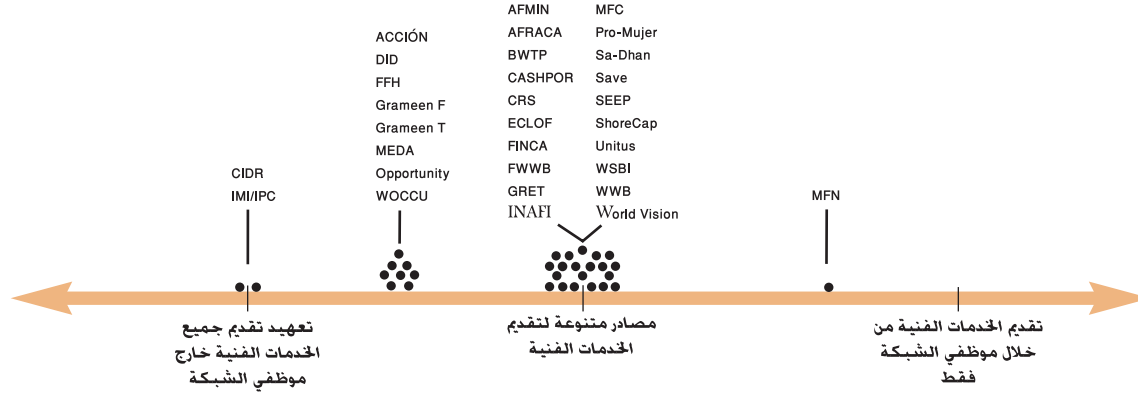 AFMIN
AFRACA
BWTP
CASHPOR
CRS
ECLOF
FINCA
FWWB
GRET
INAFI
MFC
Pro-Mujer
Sa-Dhan
Save
SEEP
ShoreCap
Unitus
WSBI
WWB
World Vision
ACCIÓN
DID
FFH
Grameen F
Grameen T
MEDA
Opportunity
WOCCU
CIDR
IMI/IPC
MFN
تقديم الخدمات الفنية من
خلال موظفي الشبكة
فقط
مصادر متنوعة لتقديم
الخدمات الفنية
تعهيد تقديم جميع
الخدمات الفنية خارج
موظفي الشبكة